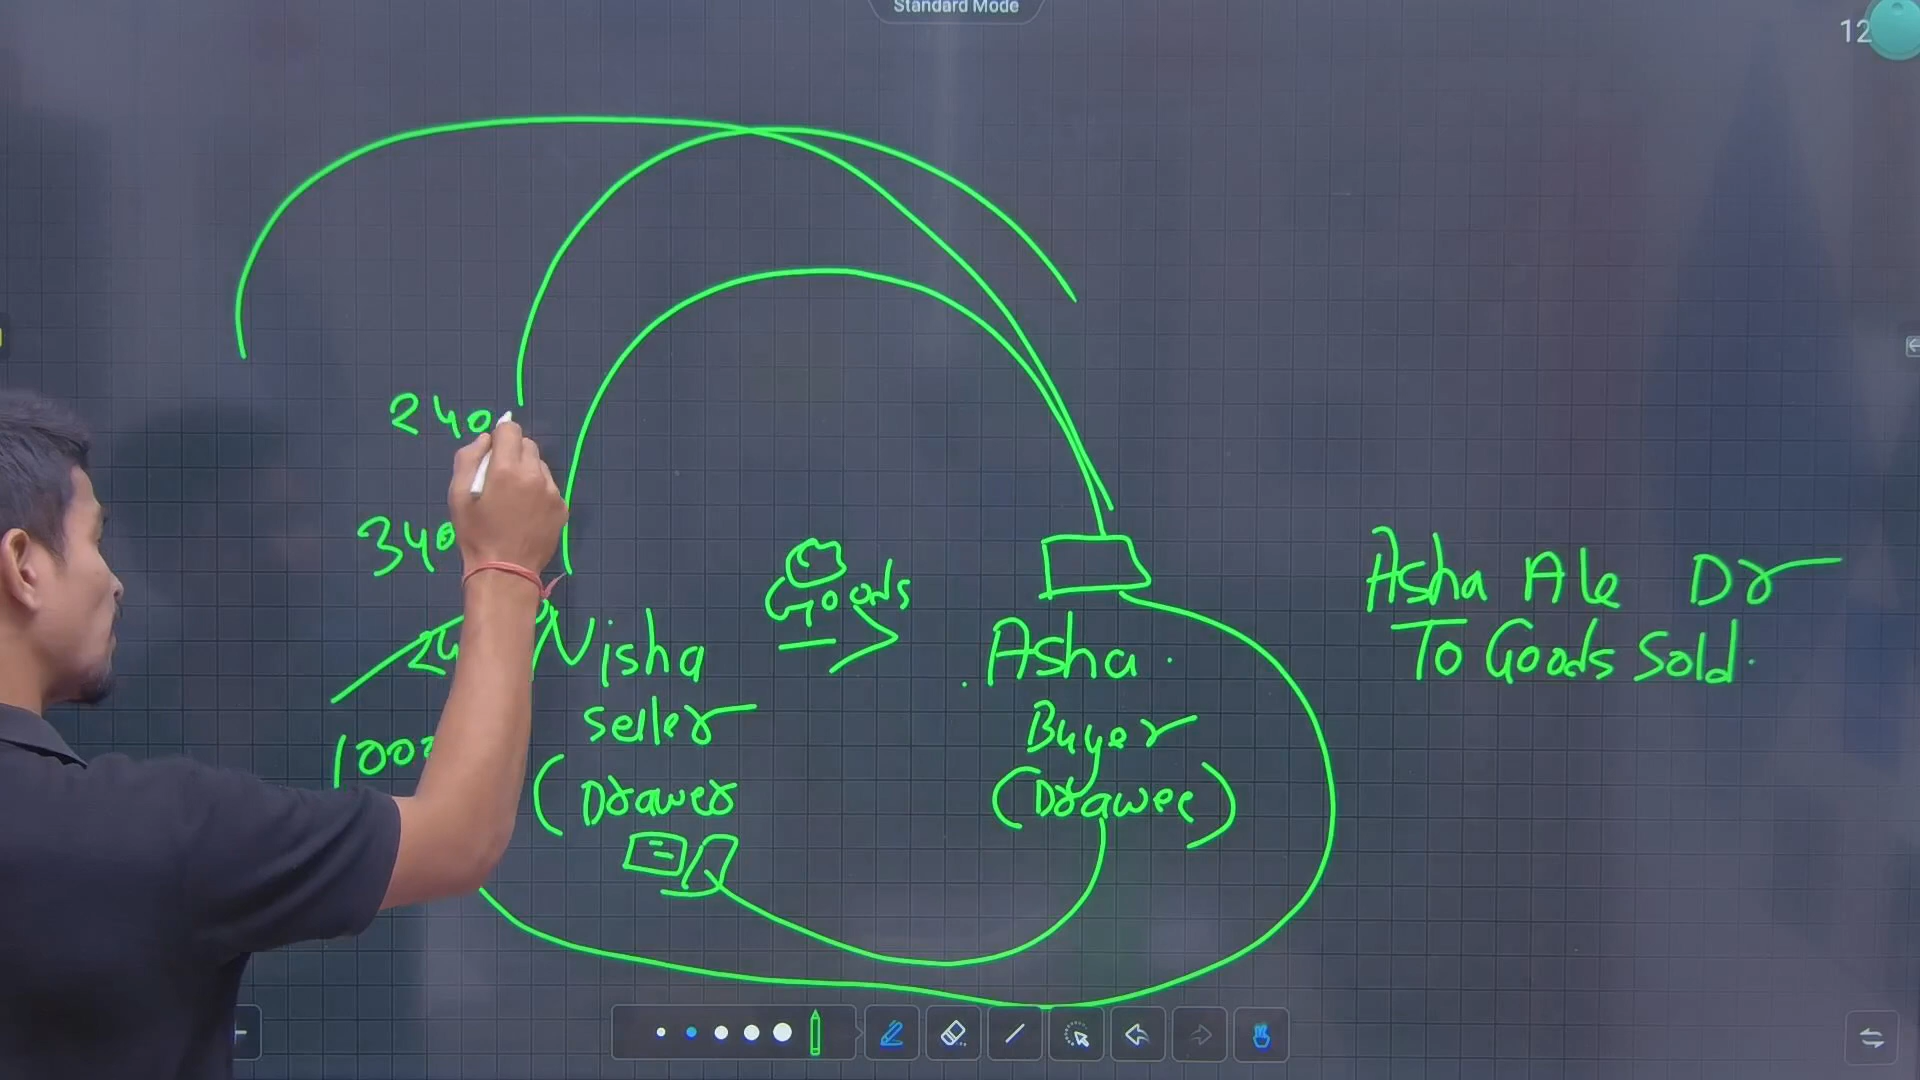 Standard Mode
12
240
340
Goods
Nisha
Asha.
Seller
Buyer
(Drawer
(Drawee)
Asha A/c Dr
To Goods Sold.